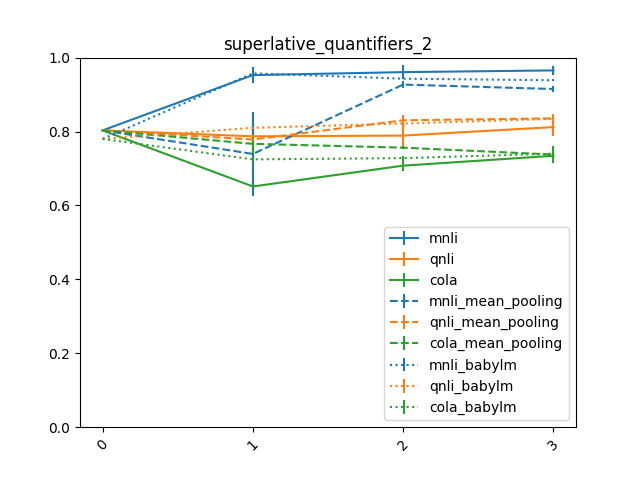 superlative_quantifiers_2
1.0
0.8
0.6
0.4
0.2
0.0
mnli
qnli
cola
mnli_mean_pooling
qnli_mean_pooling
cola_mean_pooling
mnli_babylm
qnli_babylm
cola_babylm
0
1
2
3